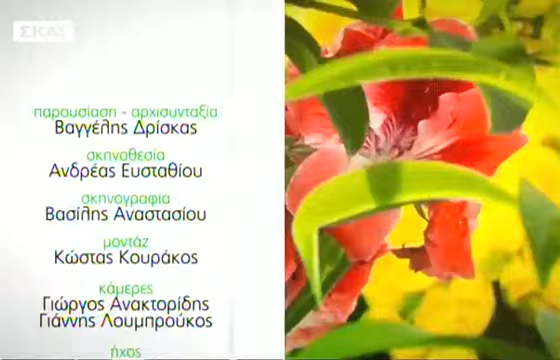 ΣΚΑΪ
παρουσίαση - αρχισυνταξία
Βαγγέλης Δρίσκας
σκηνοθεσία
Ανδρέας Ευσταθίου
σκηνογραφία
Βασίλης Αναστασίου
μοντάζ
Κώστας Κουράκος
κάμερες
Γιώργος Ανακτορίδης
Γιάννης Λουμπρούκος
ήχος